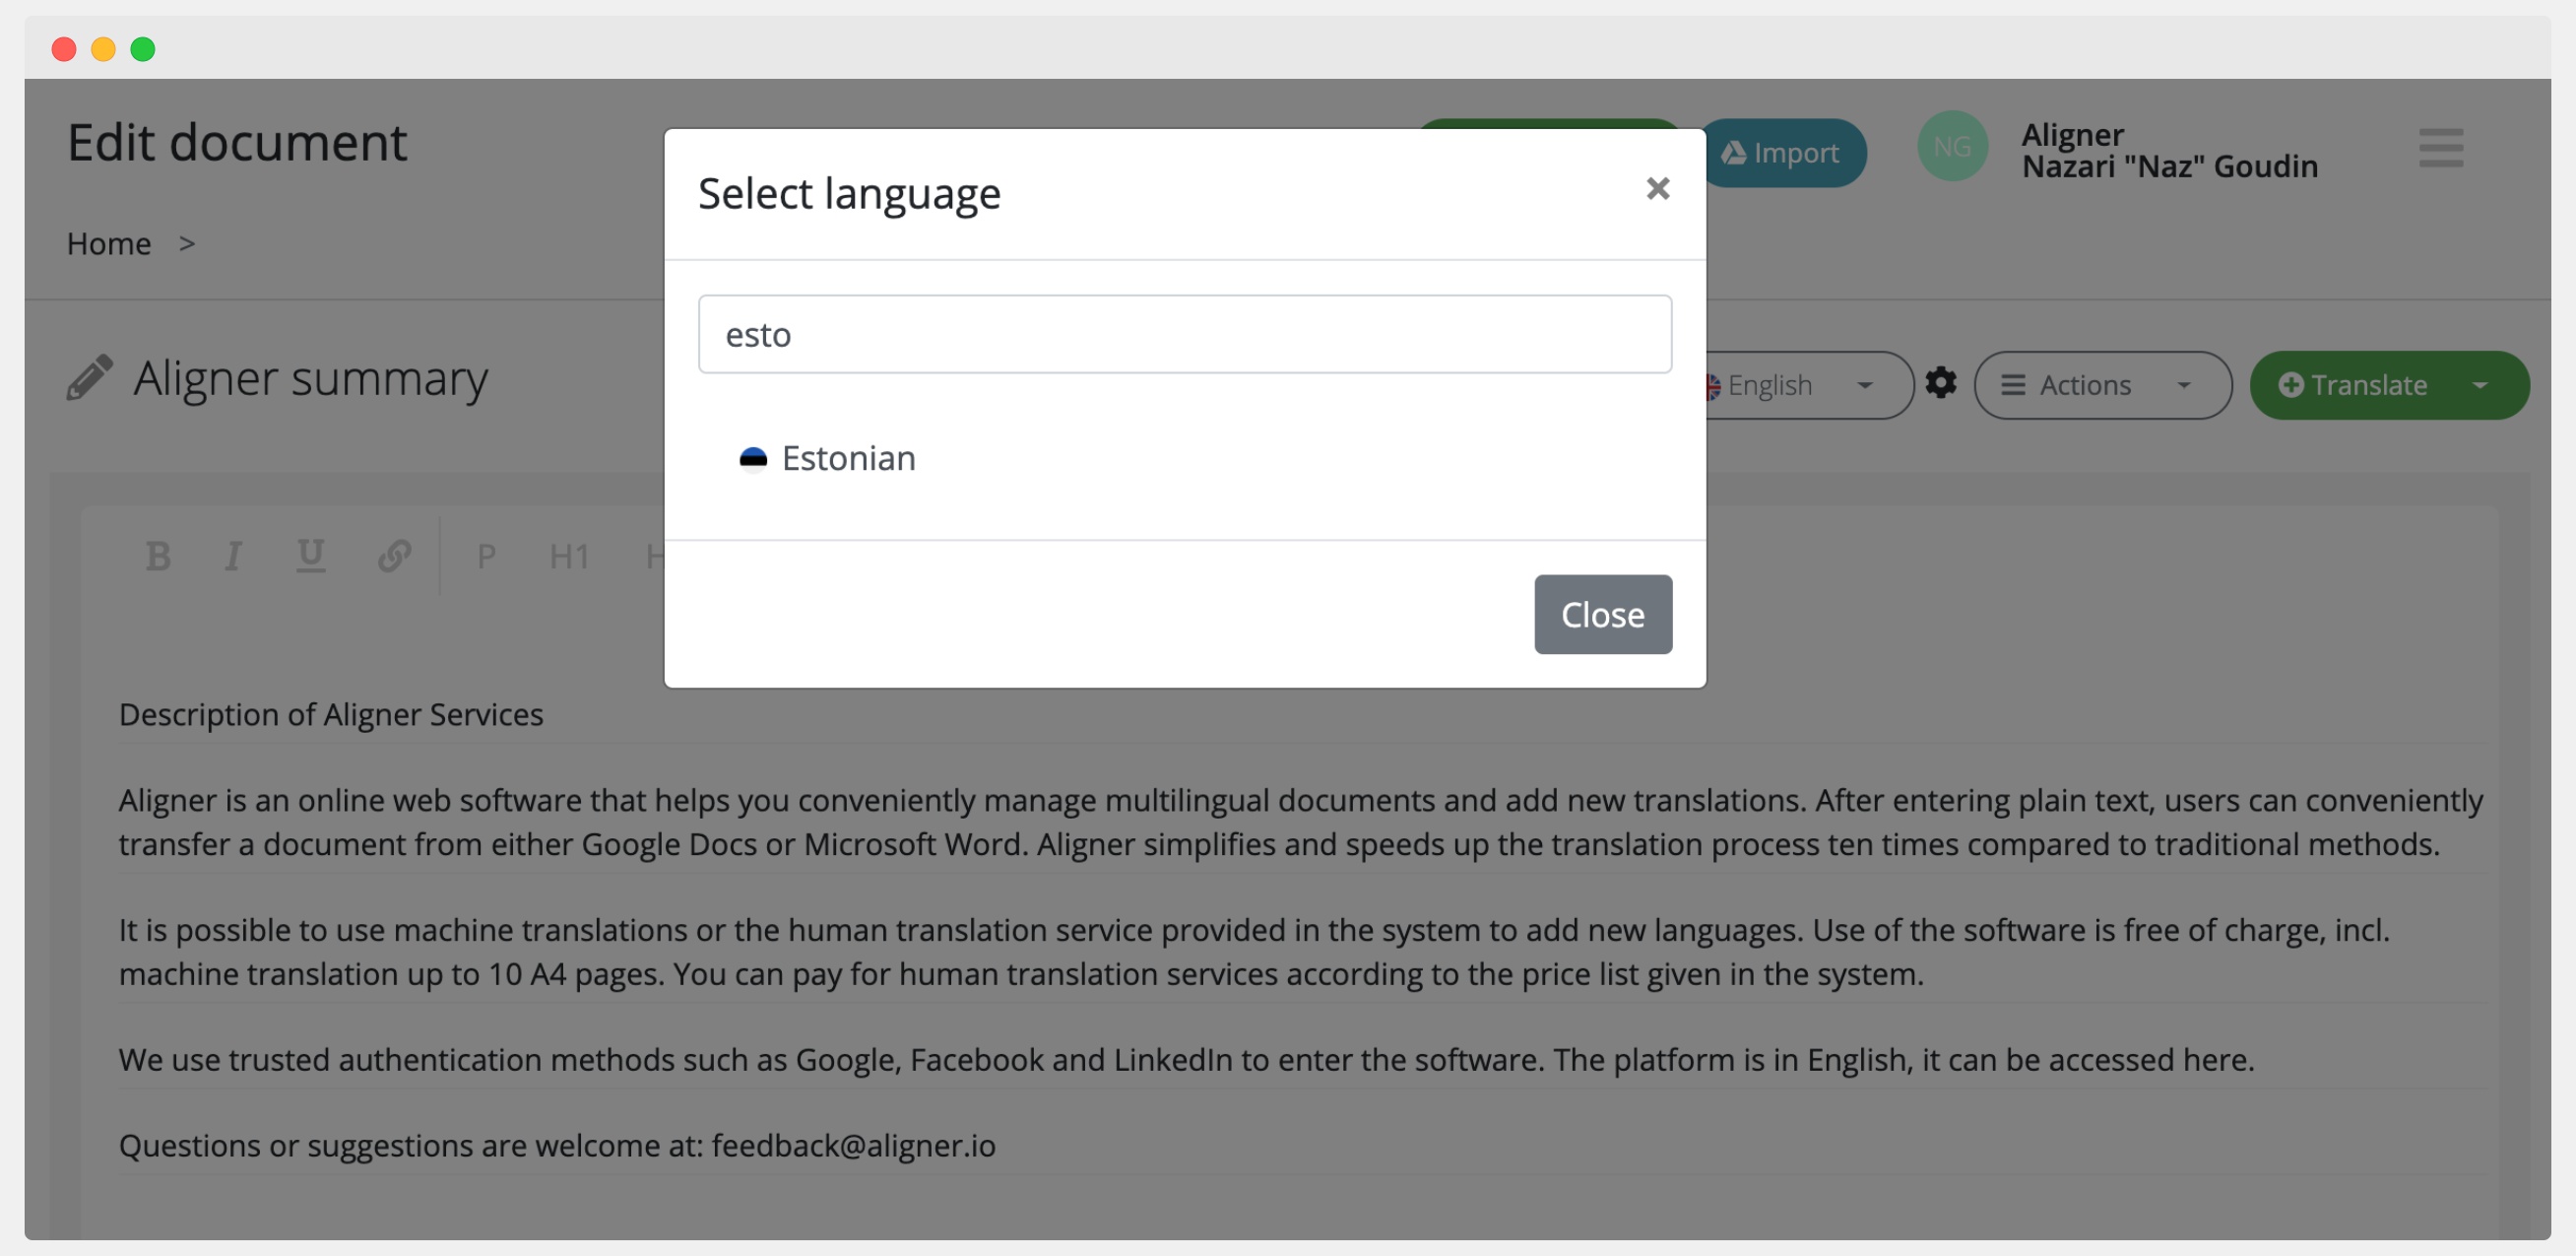 Edit document
Import
NG
Aligner
Nazari "Naz" Goudin
Home >
Select language
×
esto
Estonian
Close
Aligner summary
English
Actions
Translate
B I U P H1 H
Description of Aligner Services
Aligner is an online web software that helps you conveniently manage multilingual documents and add new translations. After entering plain text, users can conveniently
transfer a document from either Google Docs or Microsoft Word. Aligner simplifies and speeds up the translation process ten times compared to traditional methods.
It is possible to use machine translations or the human translation service provided in the system to add new languages. Use of the software is free of charge, incl.
machine translation up to 10 A4 pages. You can pay for human translation services according to the price list given in the system.
We use trusted authentication methods such as Google, Facebook and LinkedIn to enter the software. The platform is in English, it can be accessed here.
Questions or suggestions are welcome at: feedback@aligner.io